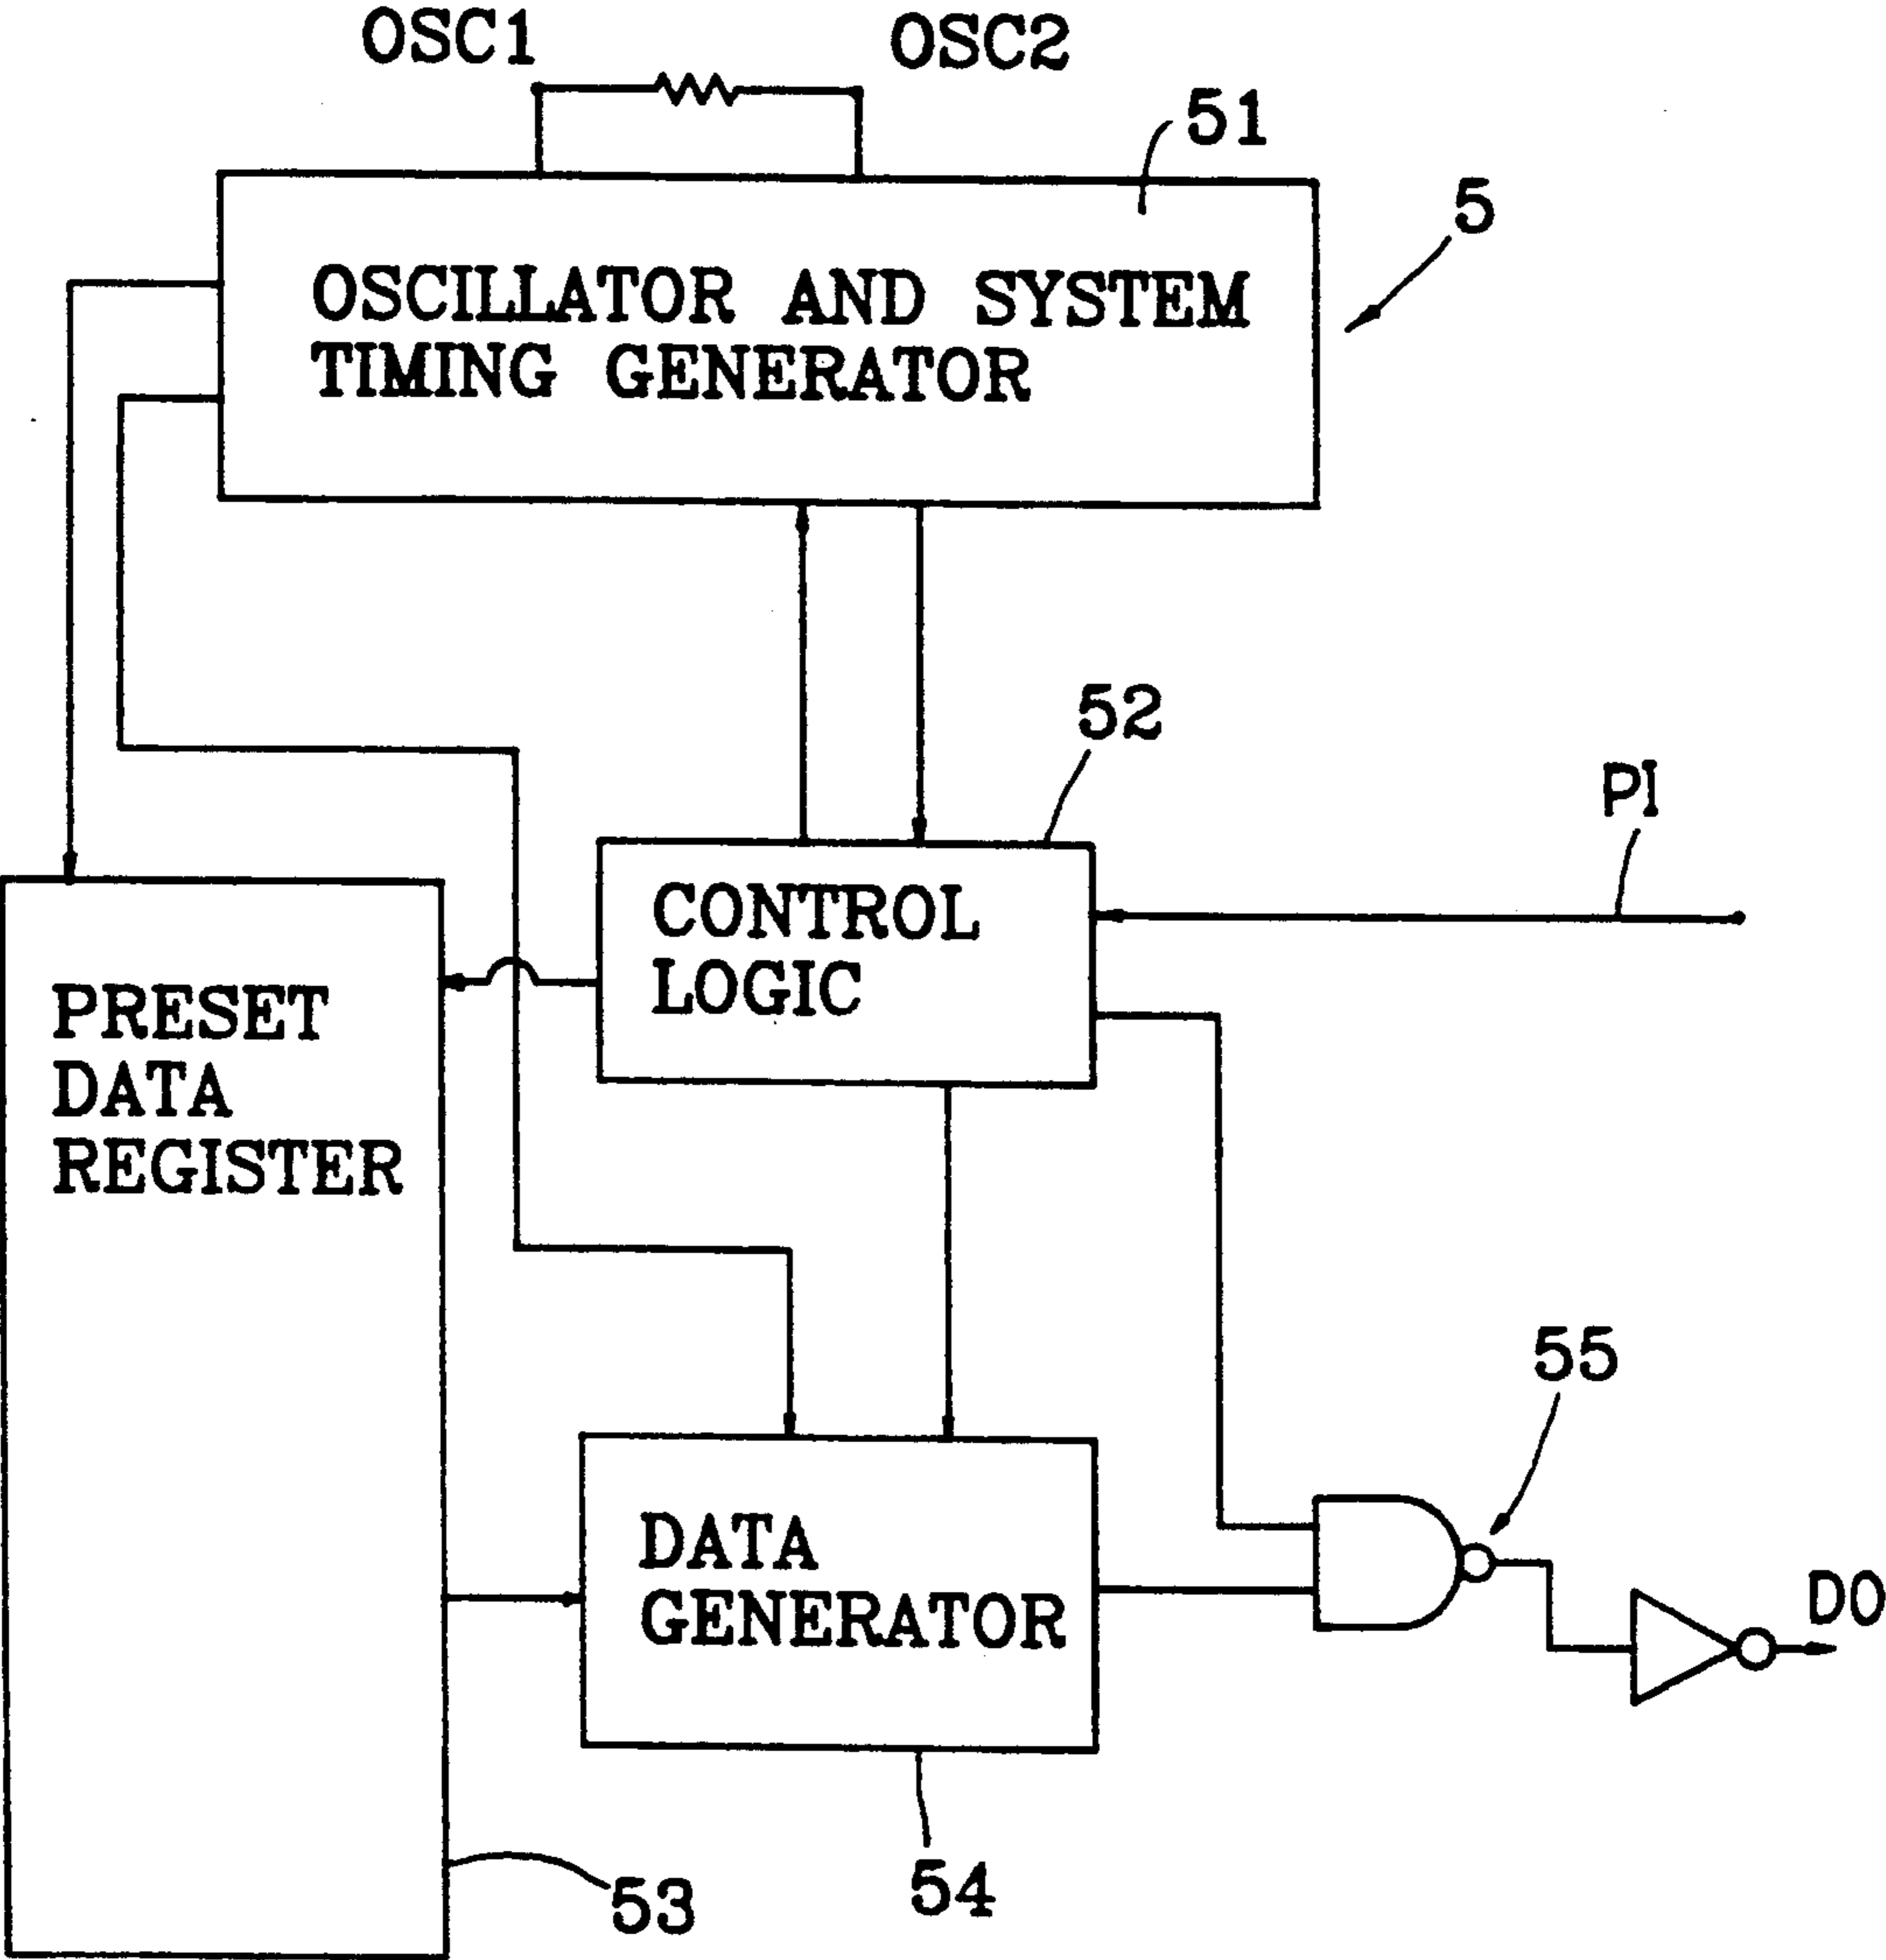 OSC1
OSC2
51
5
OSCILLATOR AND SYSTEM
TIMING GENERATOR
52
PI
CONTROL
LOGIC
PRESET
DATA
REGISTER
55
DATA
GENERATOR
DO
53
54